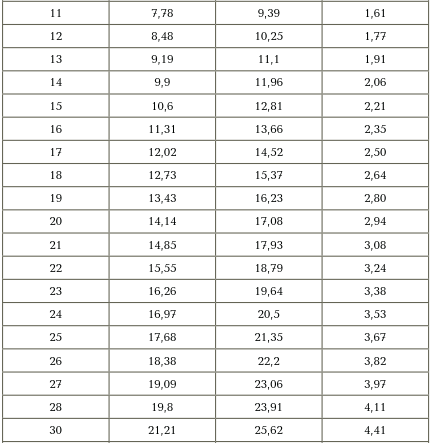 11 7,78 9,39 1,61
12 8,48 10,25 1,77
13 9,19 11,1 1,91
14 9,9 11,96 2,06
15 10,6 12,81 2,21
16 11,31 13,66 2,35
17 12,02 14,52 2,50
18 12,73 15,37 2,64
19 13,43 16,23 2,80
20 14,14 17,08 2,94
21 14,85 17,93 3,08
22 15,55 18,79 3,24
23 16,26 19,64 3,38
24 16,97 20,5 3,53
25 17,68 21,35 3,67
26 18,38 22,2 3,82
27 19,09 23,06 3,97
28 19,8 23,91 4,11
30 21,21 25,62 4,41